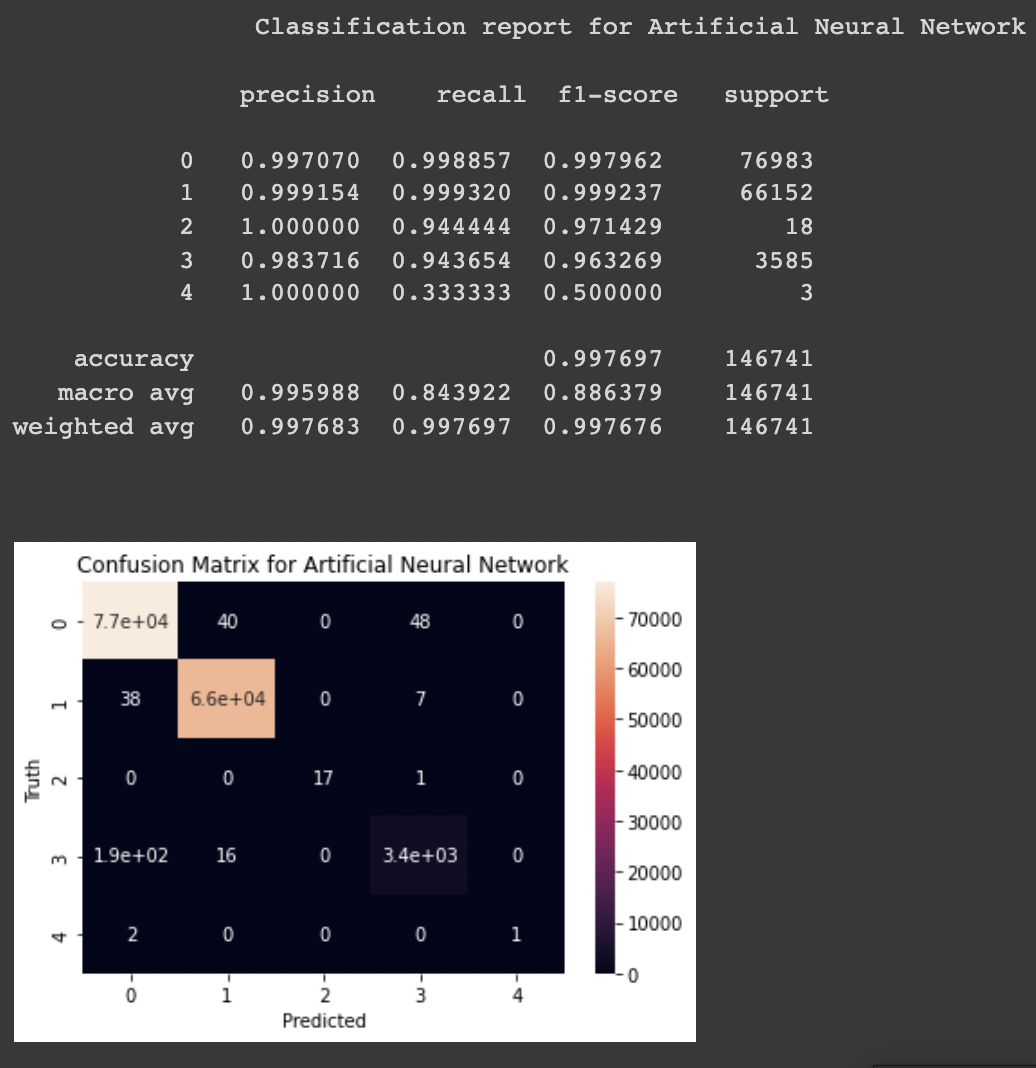 Classification report for Artificial Neural Network
precision recall f1-score support
0 0.997070 0.998857 0.997962 76983
1 0.999154 0.999320 0.999237 66152
2 1.000000 0.944444 0.971429 18
3 0.983716 0.943654 0.963269 3585
4 1.000000 0.333333 0.500000 3
accuracy 0.997697 146741
macro avg 0.995988 0.843922 0.886379 146741
weighted avg 0.997683 0.997697 0.997676 146741
Confusion Matrix for Artificial Neural Network
0 7.7e+04 40 0 48 0
1 38 6.6e+04 0 7 0
2 0 0 17 1 0
3 1.9e+02 16 0 3.4e+03 0
4 2 0 0 0 1
0 1 2 3 4
Truth
Predicted
70000
60000
50000
40000
30000
20000
10000
0